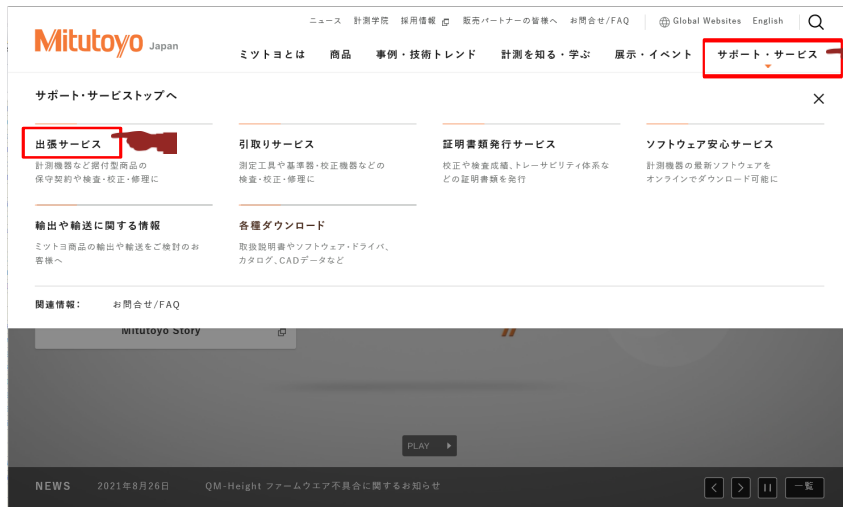 ニュース 計測学院 採用情報 販売パートナーの皆様へ お問合せ/FAQ Global Websites English
Mitutoyo Japan
ミツトヨとは 商品 事例・技術トレンド 計測を知る・学ぶ 展示・イベント サポート・サービス
サポート・サービストップへ
出張サービス
計測機器など据付型商品の
保守契約や検査・校正・修理に
引取りサービス
測定工具や基準器・校正機器などの
検査・校正・修理に
証明書類発行サービス
校正や検査成績、トレーサビリティ体系な
どの証明書類を発行
ソフトウェア安心サービス
計測機器の最新ソフトウェアを
オンラインでダウンロード可能に
輸出や輸送に関する情報
ミツトヨ商品の輸出や輸送をご検討のお
客様へ
各種ダウンロード
取扱説明書やソフトウェア・ドライバ、
カタログ、CADデータなど
関連情報： お問合せ/FAQ
Mitutoyo Story
PLAY
NEWS 2021年8月26日 QM-Height ファームウエア不具合に関するお知らせ 一覧